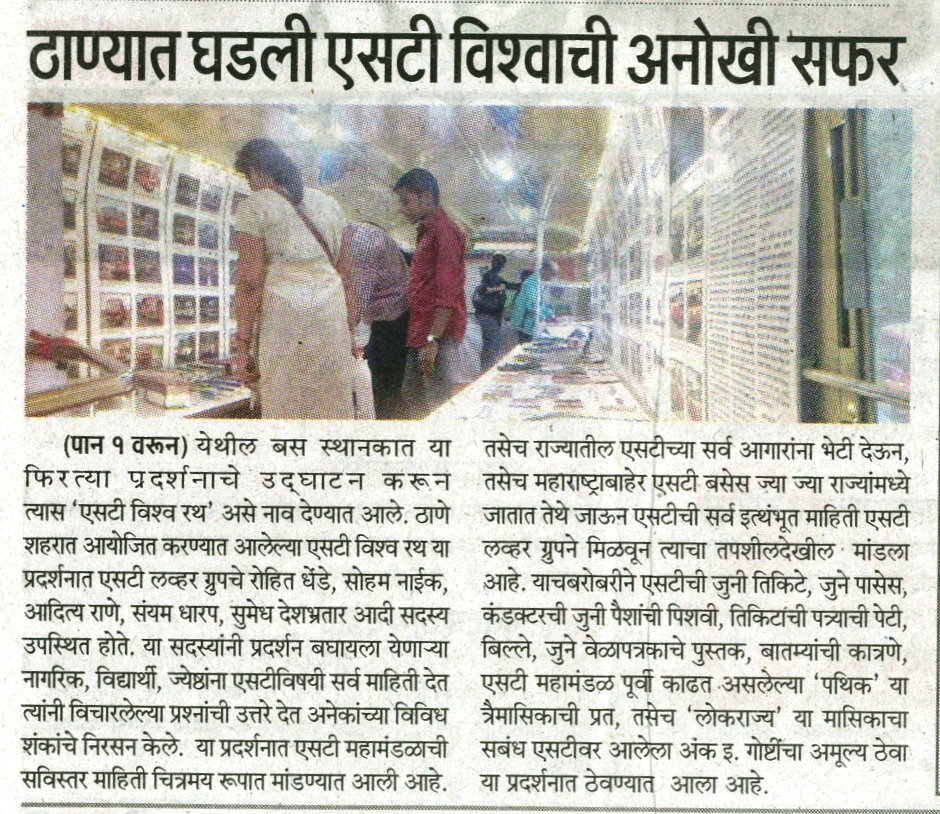 ठाण्यात घडली एसटी विश्वाची अनोखी सफर
(पान १ वरून) येथील बस स्थानकात या
फिरत्या प्रदर्शनाचे उद्घाटन करून
त्यास ‘एसटी विश्व रथ’ असे नाव देण्यात आले. ठाणे
शहरात आयोजित करण्यात आलेल्या एसटी विश्व रथ या
प्रदर्शनात एसटी लव्हर ग्रुपचे रोहित धेंडे, सोहम नाईक,
आदित्य राणे, संयम धारप, सुमेध देशभ्रतार आदी सदस्य
उपस्थित होते. या सदस्यांनी प्रदर्शन बघायला येणाऱ्या
नागरिक, विद्यार्थी, ज्येष्ठांना एसटीविषयी सर्व माहिती देत
त्यांनी विचारलेल्या प्रश्नांची उत्तरे देत अनेकांच्या विविध
शंकांचे निरसन केले. या प्रदर्शनात एसटी महामंडळाची
सविस्तर माहिती चित्रमय रूपात मांडण्यात आली आहे.
तसेच राज्यातील एसटीच्या सर्व आगारांना भेटी देऊन,
तसेच महाराष्ट्राबाहेर एसटी बसेस ज्या ज्या राज्यांमध्ये
जातात तेथे जाऊन एसटीची सर्व इत्थंभूत माहिती एसटी
लव्हर ग्रुपने मिळवून त्याचा तपशीलदेखील मांडला
आहे. याचबरोबरीने एसटीची जुनी तिकिटे, जुने पासेस,
कंडक्टरची जुनी पैशांची पिशवी, तिकिटांची पत्र्याची पेटी,
बिल्ले, जुने वेळापत्रकाचे पुस्तक, बातम्यांची कात्रणे,
एसटी महामंडळ पूर्वी काढत असलेल्या ‘पथिक’ या
त्रैमासिकाची प्रत, तसेच ‘लोकराज्य’ या मासिकाचा
सबंध एसटीवर आलेला अंक इ. गोष्टींचा अमूल्य ठेवा
या प्रदर्शनात ठेवण्यात आला आहे.